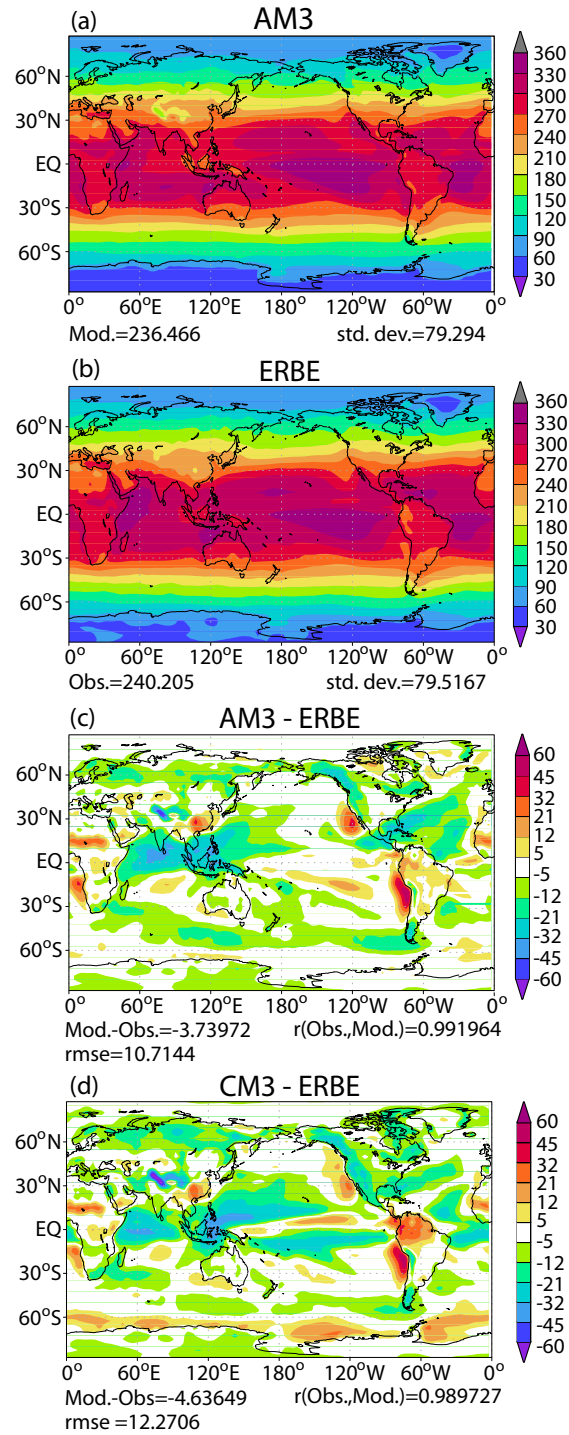 (a) AM3
60°N
30°N
EQ
30°S
60°S
0° 60°E 120°E 180° 120°W 60°W 0°
360
330
300
270
240
210
180
150
120
90
60
30
Mod.=236.466 std. dev.=79.294
(b) ERBE
60°N
30°N
EQ
30°S
60°S
0° 60°E 120°E 180° 120°W 60°W 0°
360
330
300
270
240
210
180
150
120
90
60
30
Obs.=240.205 std. dev.=79.5167
(c) AM3 - ERBE
60°N
30°N
EQ
30°S
60°S
0° 60°E 120°E 180° 120°W 60°W 0°
60
45
32
21
12
5
-5
-12
-21
-32
-45
-60
Mod.-Obs.=-3.73972 r(Obs.,Mod.)=0.991964
rmse=10.7144
(d) CM3 - ERBE
60°N
30°N
EQ
30°S
60°S
0° 60°E 120°E 180° 120°W 60°W 0°
60
45
32
21
12
5
-5
-12
-21
-32
-45
-60
Mod.-Obs=-4.63649 r(Obs.,Mod.)=0.989727
rmse =12.2706